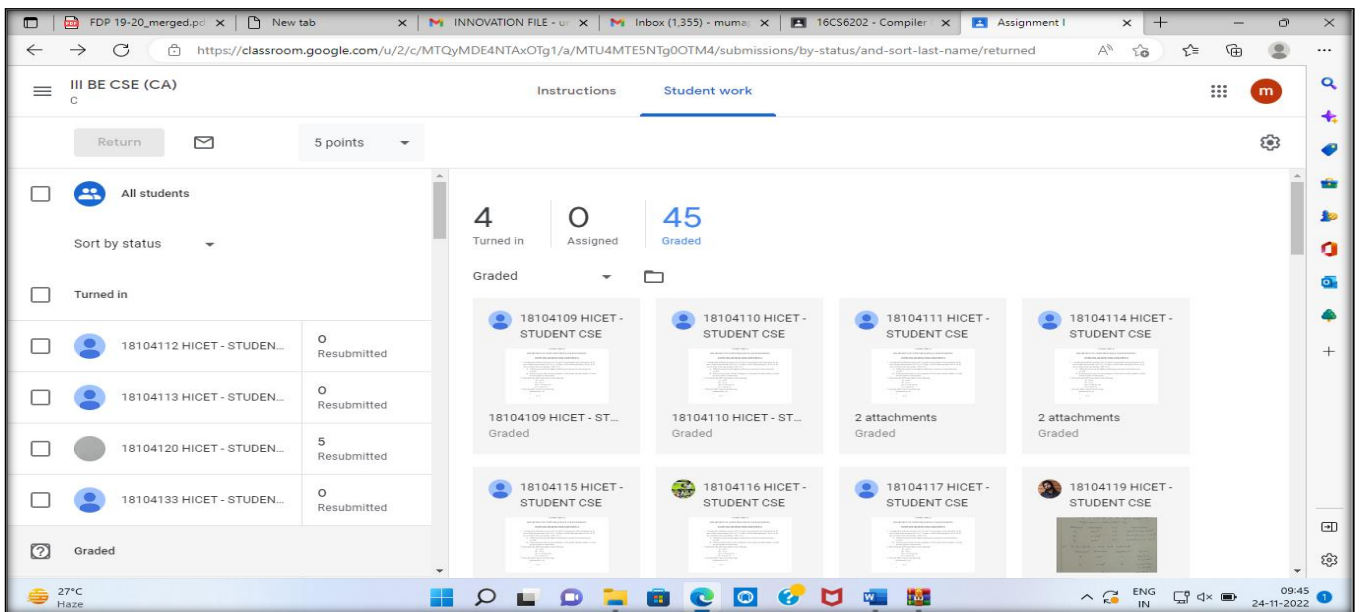 FDP 19-20_merged.pd
New tab
INNOVATION FILE - un
Inbox (1,355) - muma
16CS6202 - Compiler
Assignment I
https://classroom.google.com/u/2/c/MTQyMDE4NTAxOTg1/a/MTU4MTE5NTg0OTM4/submissions/by-status/and-sort-last-name/returned
III BE CSE (CA)
C
Instructions
Student work
m
Return
5 points
All students
Sort by status
Turned in
18104112 HICET - STUDEN...
0
Resubmitted
18104113 HICET - STUDEN...
0
Resubmitted
18104120 HICET - STUDEN...
5
Resubmitted
18104133 HICET - STUDEN...
0
Resubmitted
Graded
4
Turned in
0
Assigned
45
Graded
Graded
18104109 HICET -
STUDENT CSE
18104109 HICET - ST...
Graded
18104110 HICET -
STUDENT CSE
18104110 HICET - ST...
Graded
18104111 HICET -
STUDENT CSE
2 attachments
Graded
18104114 HICET -
STUDENT CSE
2 attachments
Graded
18104115 HICET -
STUDENT CSE
18104116 HICET -
STUDENT CSE
18104117 HICET -
STUDENT CSE
18104119 HICET -
STUDENT CSE
27°C
Haze
ENG
IN
09:45
24-11-2022
1